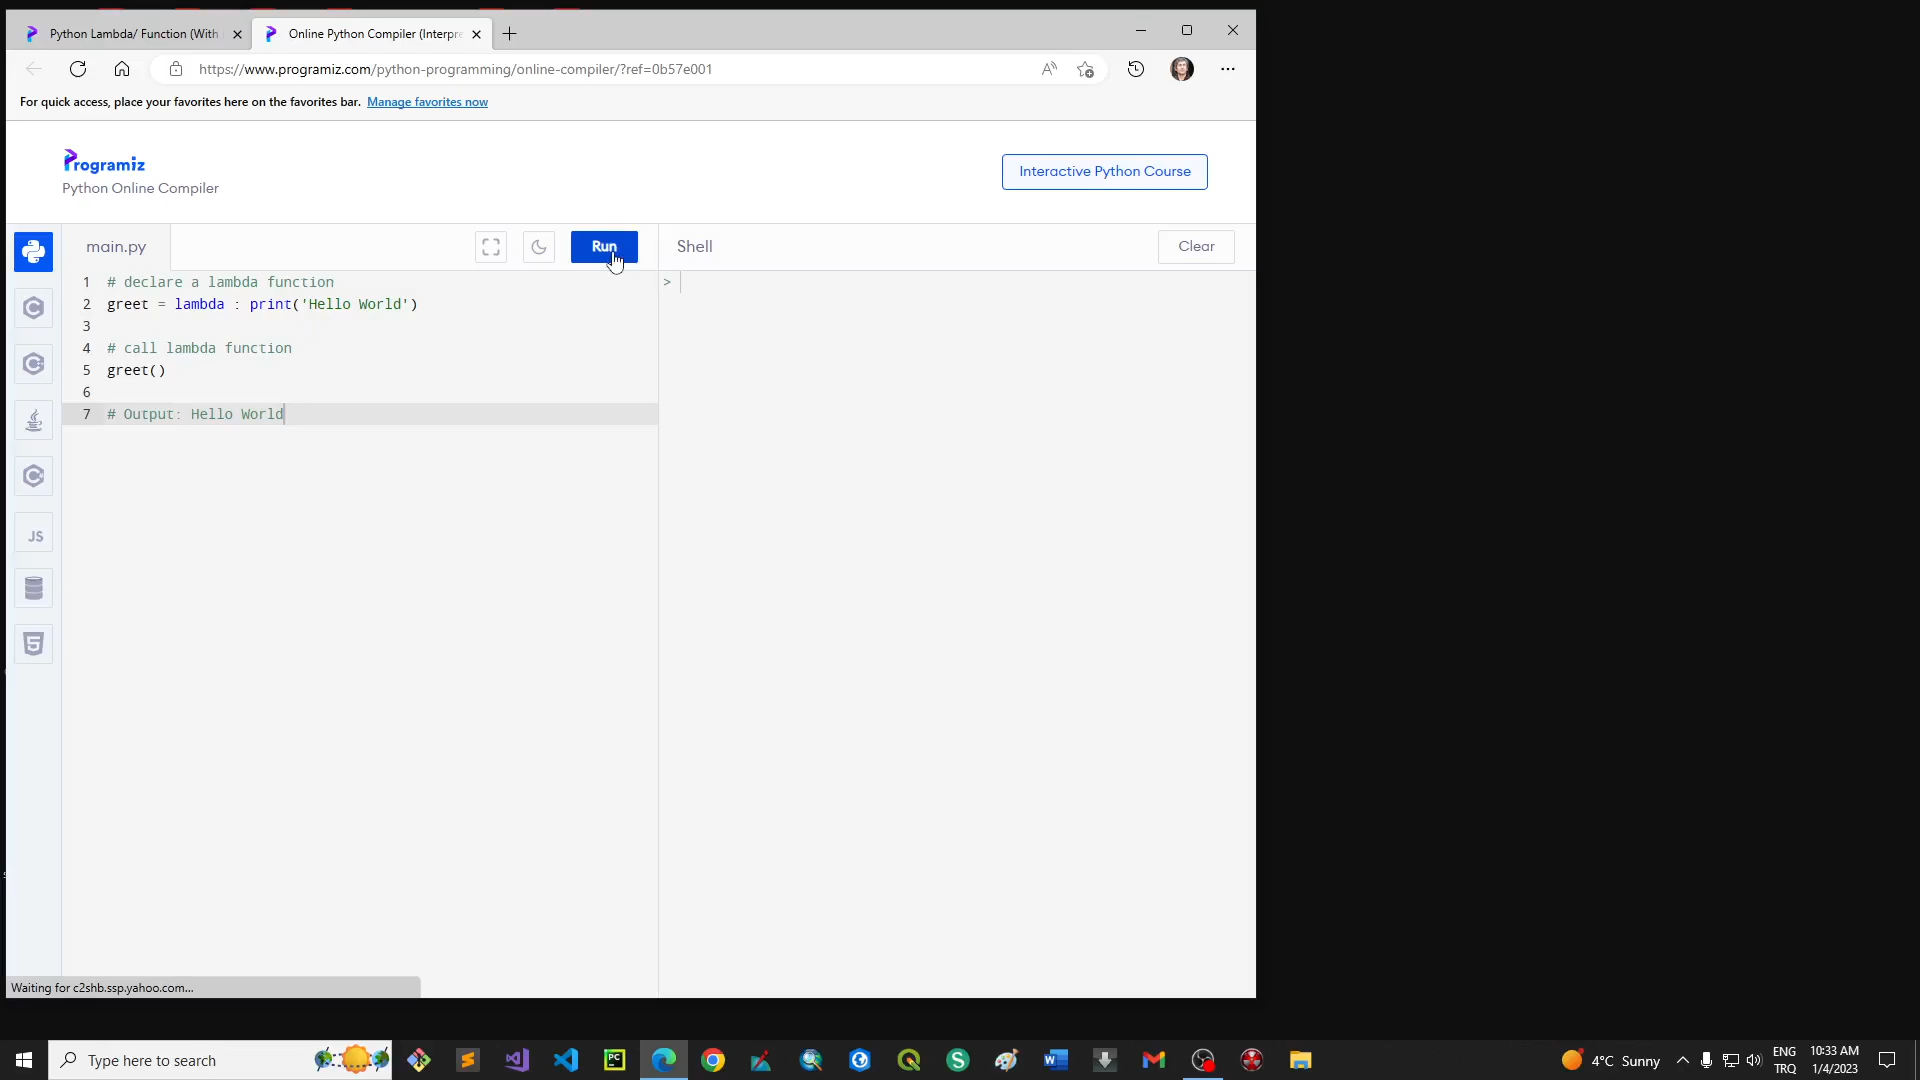 Python Lambda/ Function (With
Online Python Compiler (Interpre
https://www.programiz.com/python-programming/online-compiler/?ref=0b57e001
For quick access, place your favorites here on the favorites bar. Manage favorites now
Programiz
Python Online Compiler
Interactive Python Course
main.py
Run
Shell
Clear
1 # declare a lambda function
2 greet = lambda : print('Hello World')
3
4 # call lambda function
5 greet()
6
7 # Output: Hello World
>
JS
Waiting for c2shb.ssp.yahoo.com...
Type here to search
PC
4°C Sunny
ENG
TRQ
10:33 AM
1/4/2023